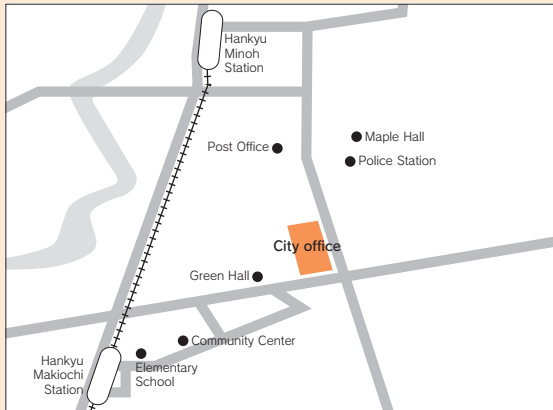 Hankyu
Minoh
Station
Maple Hall
Post Office
Police Station
City office
Green Hall
Community Center
Hankyu
Makiochi
Station
Elementary
School